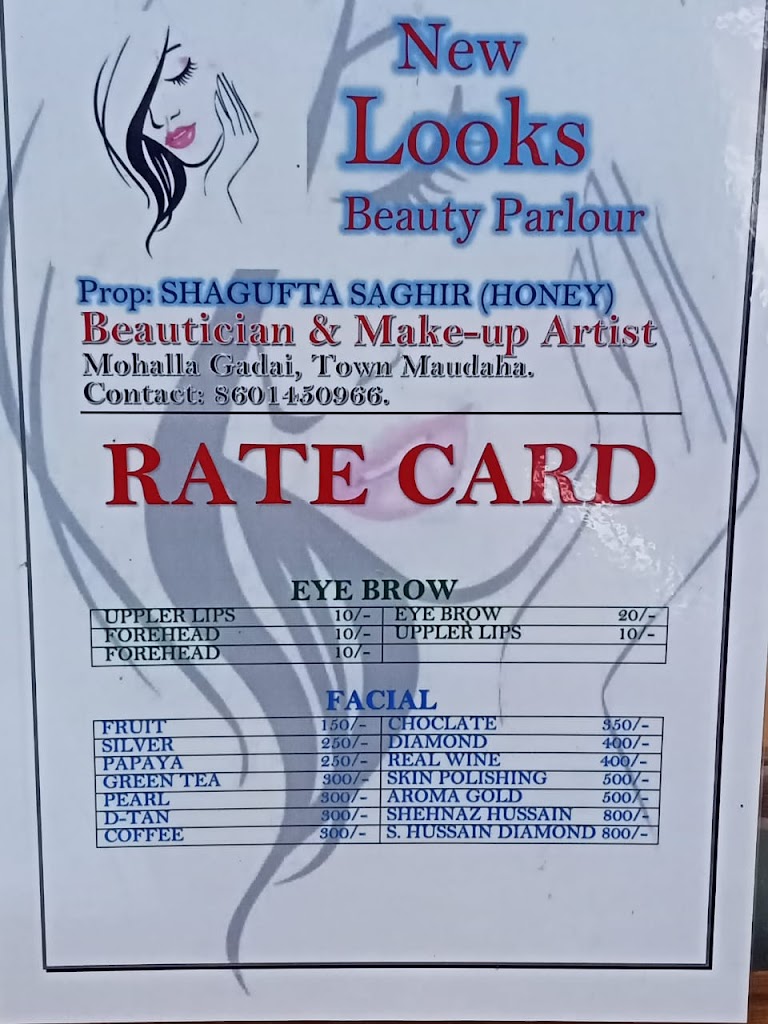 New
Looks
Beauty Parlour
Prop: SHAGUFTA SAGHIR (HONEY)
Beautician & Make-up Artist
Mohalla Gadai, Town Maudaha.
Contact: 8601450966.
RATE CARD
EYE BROW
UPPLER LIPS 10/- EYE BROW 20/-
FOREHEAD 10/- UPPLER LIPS 10/-
FOREHEAD 10/-
FACIAL
FRUIT 150/- CHOCLATE 350/-
SILVER 250/- DIAMOND 400/-
PAPAYA 250/- REAL WINE 400/-
GREEN TEA 300/- SKIN POLISHING 500/-
PEARL 300/- AROMA GOLD 500/-
D-TAN 300/- SHEHNAZ HUSSAIN 800/-
COFFEE 300/- S. HUSSAIN DIAMOND 800/-